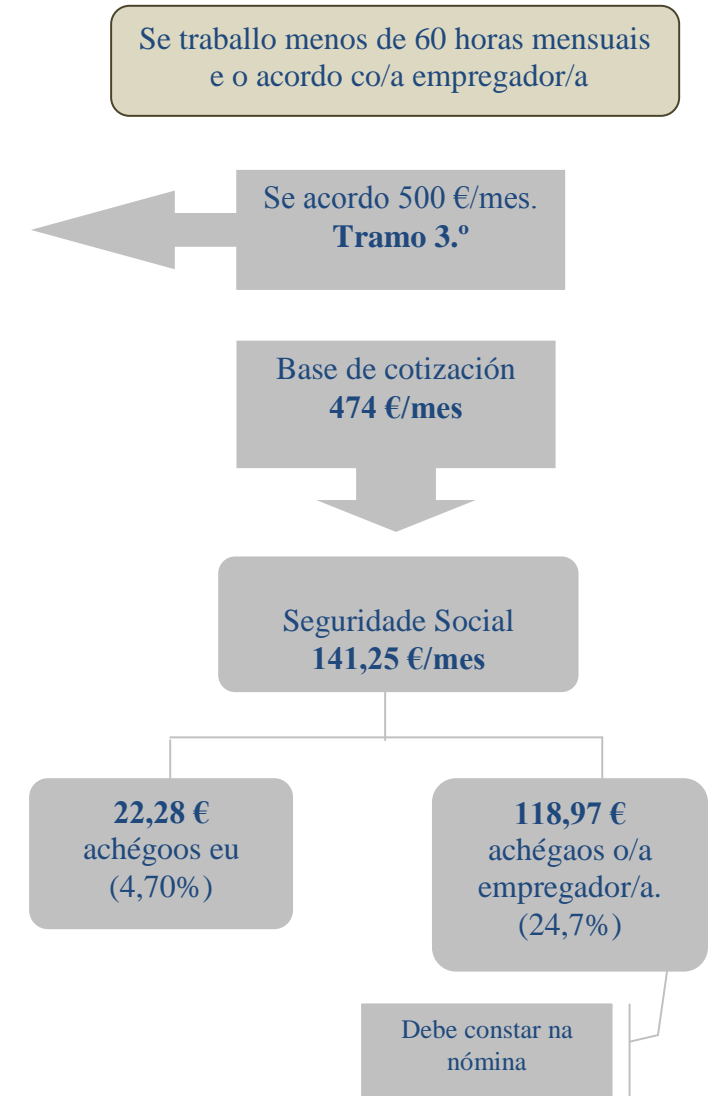 Se traballo menos de 60 horas mensuais
e o acordo co/a empregador/a
Se acordo 500 €/mes.
Tramo 3.º
Base de cotización
474 €/mes
Seguridade Social
141,25 €/mes
22,28 €
achégoos eu
(4,70%)
118,97 €
achégaos o/a
empregador/a.
(24,7%)
Debe constar na
nómina